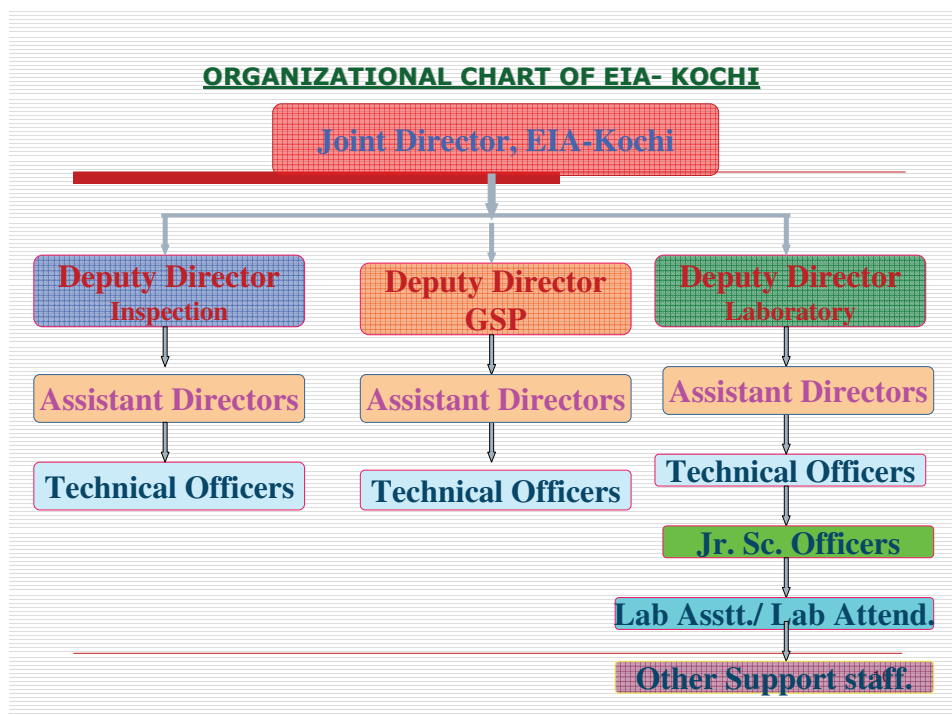 ORGANIZATIONAL CHART OF EIA- KOCHI
Joint Director, EIA-Kochi
Deputy Director
Inspection
Deputy Director
GSP
Deputy Director
Laboratory
Assistant Directors
Assistant Directors
Assistant Directors
Technical Officers
Technical Officers
Technical Officers
Jr. Sc. Officers
Lab Asstt./ Lab Attend.
Other Support staff.